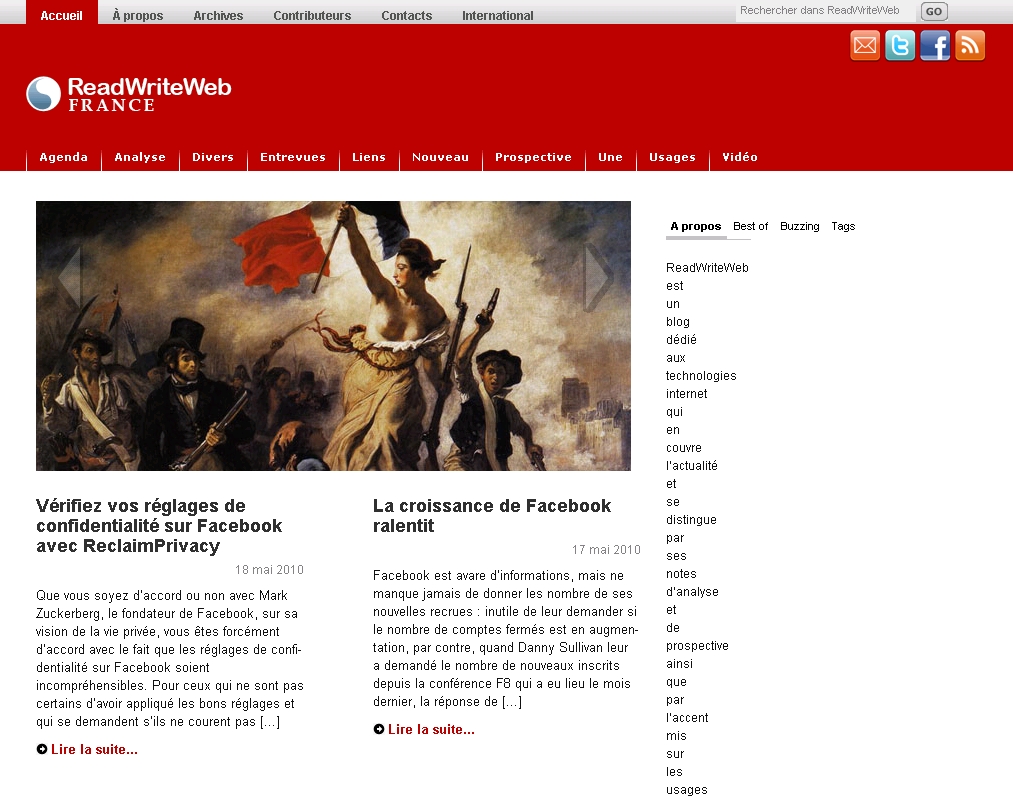 Accueil À propos Archives Contributeurs Contacts International Rechercher dans ReadWriteWeb GO
ReadWriteWeb
FRANCE
Agenda Analyse Divers Entrevues Liens Nouveau Prospective Une Usages Vidéo
Vérifiez vos réglages de
confidentialité sur Facebook
avec ReclaimPrivacy
18 mai 2010
Que vous soyez d'accord ou non avec Mark
Zuckerberg, le fondateur de Facebook, sur sa
vision de la vie privée, vous êtes forcément
d'accord avec le fait que les réglages de confi-
dentialité sur Facebook soient
incompréhensibles. Pour ceux qui ne sont pas
certains d'avoir appliqué les bons réglages et
qui se demandent s'ils ne courent pas [...]
Lire la suite...
La croissance de Facebook
ralentit
17 mai 2010
Facebook est avare d'informations, mais ne
manque jamais de donner les nombre de ses
nouvelles recrues : inutile de leur demander si
le nombre de comptes fermés est en augmen-
tation, par contre, quand Danny Sullivan leur
a demandé le nombre de nouveaux inscrits
depuis la conférence F8 qui a eu lieu le mois
dernier, la réponse de [...]
Lire la suite...
A propos Best of Buzzing Tags
ReadWriteWeb
est
un
blog
dédié
aux
technologies
internet
qui
en
couvre
l'actualité
et
se
distingue
par
ses
notes
d'analyse
et
de
prospective
ainsi
que
par
l'accent
mis
sur
les
usages